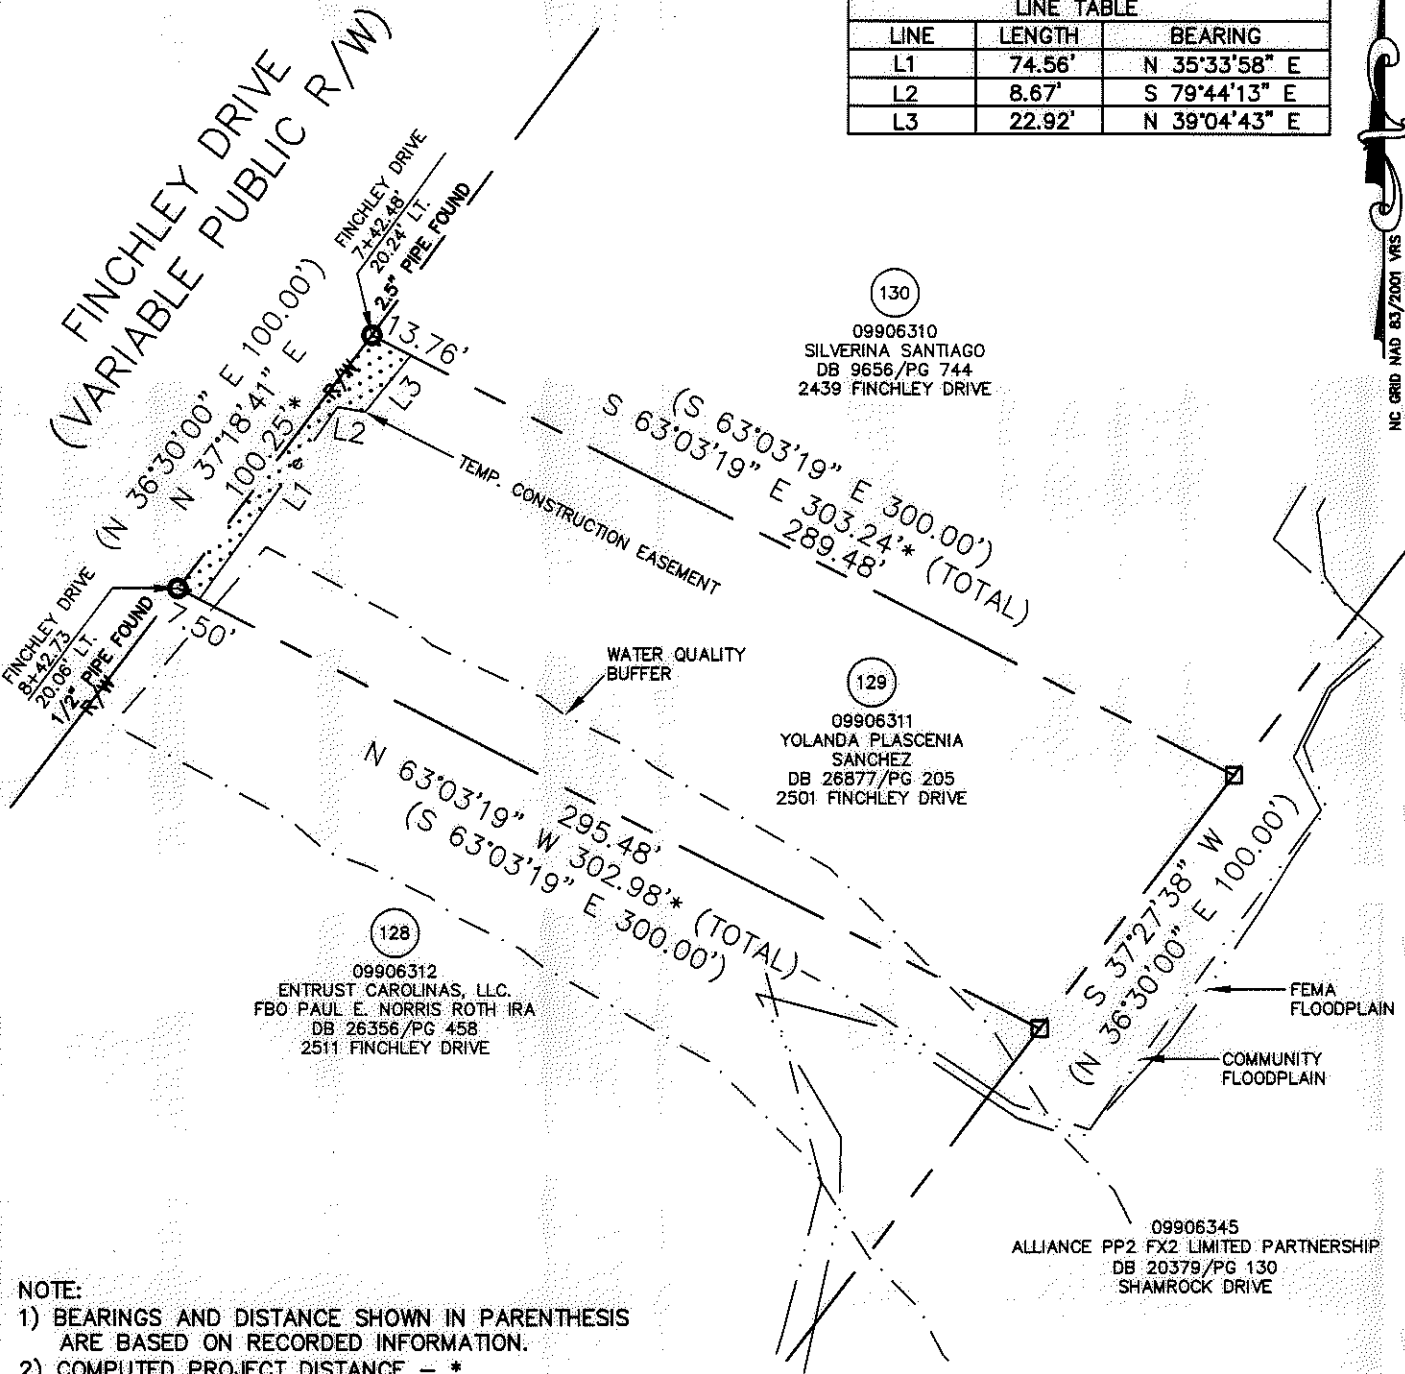 LINE TABLE
LINE LENGTH BEARING
L1 74.56' N 35°33'58" E
L2 8.67' S 79°44'13" E
L3 22.92' N 39°04'43" E
NC GRID NAD 83/2001 VRS
FINCHLEY DRIVE
(VARIABLE PUBLIC R/W)
FINCHLEY DRIVE
7+42.48'
20.24' LT.
2.5" PIPE FOUND
(N 36°30'00" E 100.00')
N 37°18'41" E
100.25'*
R/W
13.76'
L3
L2
L1
TEMP. CONSTRUCTION EASEMENT
130
09906310
SILVERINA SANTIAGO
DB 9656/PG 744
2439 FINCHLEY DRIVE
(S 63°03'19" E 300.00')
S 63°03'19" E 303.24'* (TOTAL)
289.48'
FINCHLEY DRIVE
8+42.73
20.06' LT.
1/2" PIPE FOUND
R/W
7.50'
WATER QUALITY
BUFFER
129
09906311
YOLANDA PLASCENIA
SANCHEZ
DB 26877/PG 205
2501 FINCHLEY DRIVE
295.48'
N 63°03'19" W 302.98'* (TOTAL)
(S 63°03'19" E 300.00')
S 37°27'38" W
(N 36°30'00" E 100.00')
128
09906312
ENTRUST CAROLINAS, LLC.
FBO PAUL E. NORRIS ROTH IRA
DB 26356/PG 458
2511 FINCHLEY DRIVE
FEMA
FLOODPLAIN
COMMUNITY
FLOODPLAIN
09906345
ALLIANCE PP2 FX2 LIMITED PARTNERSHIP
DB 20379/PG 130
SHAMROCK DRIVE
NOTE:
1) BEARINGS AND DISTANCE SHOWN IN PARENTHESIS
ARE BASED ON RECORDED INFORMATION.
2) COMPUTED PROJECT DISTANCE – *